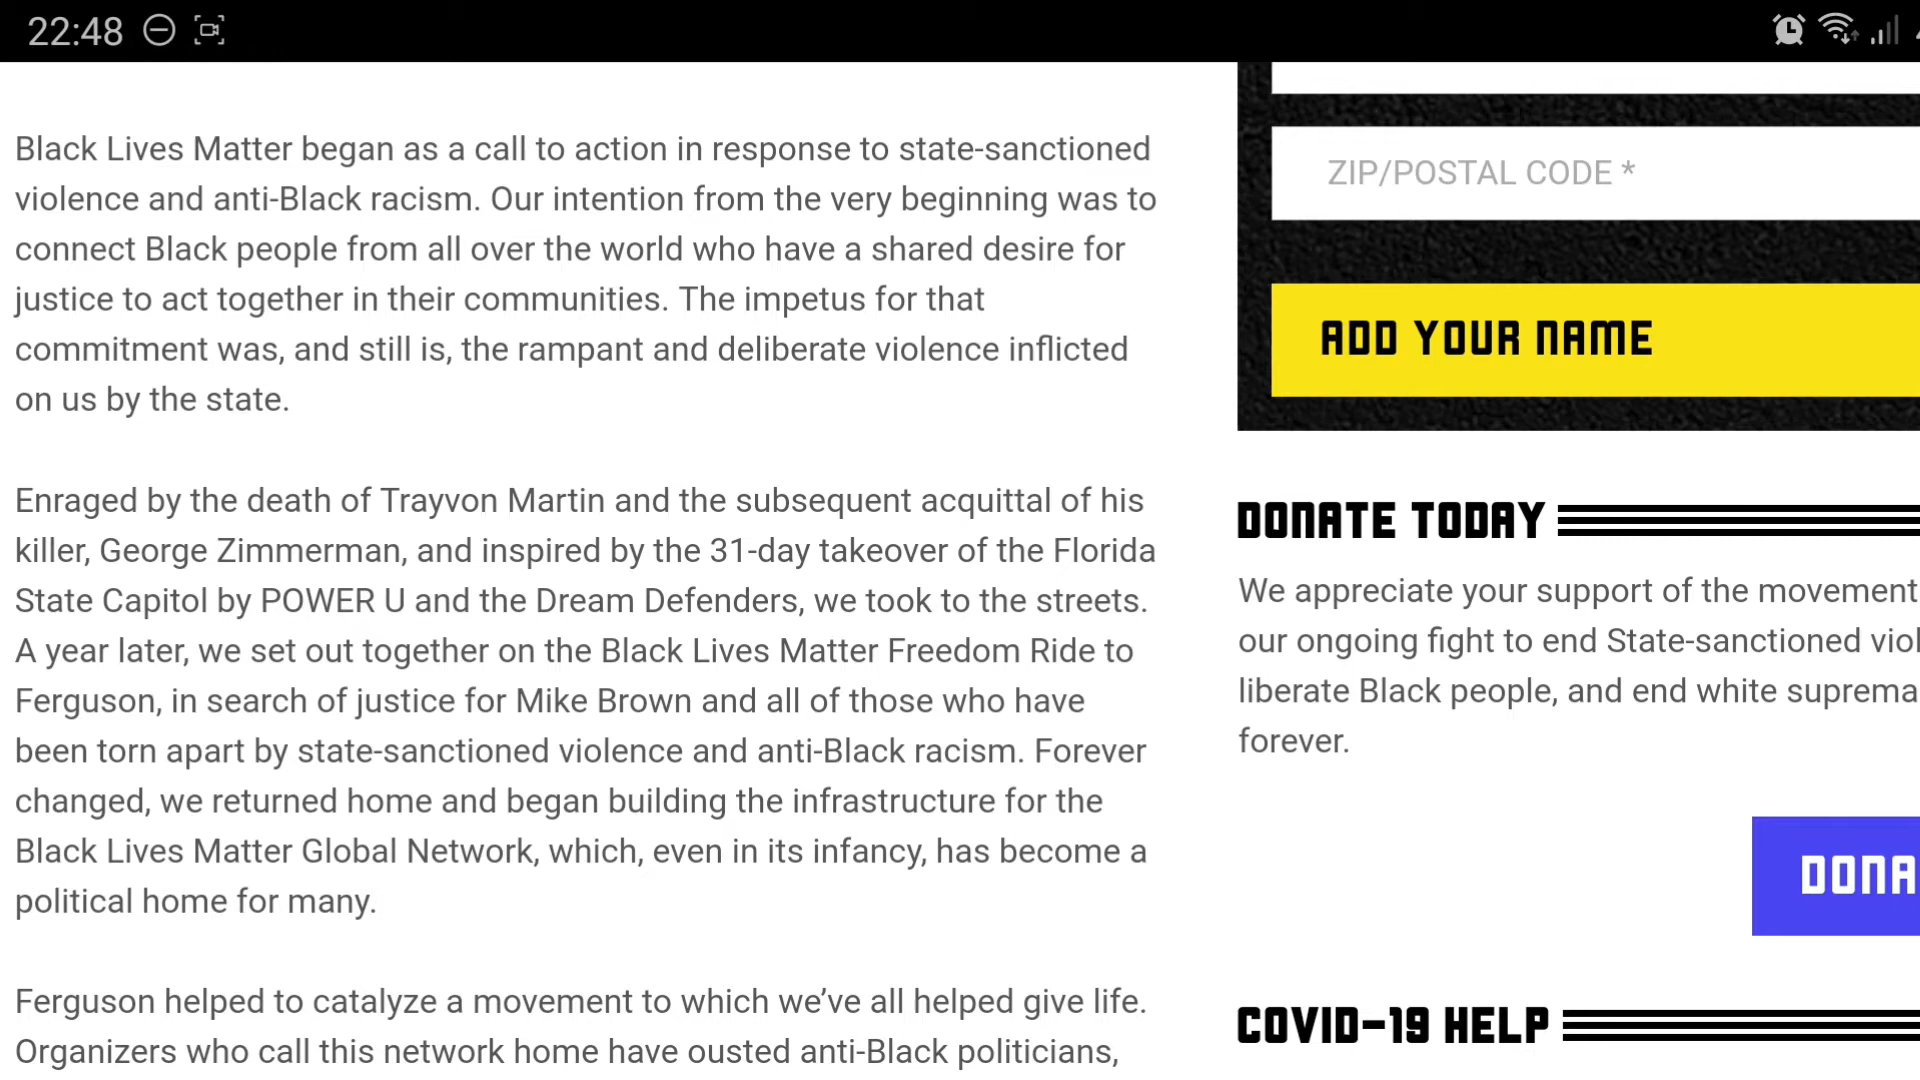 22:48
Black Lives Matter began as a call to action in response to state-sanctioned
violence and anti-Black racism. Our intention from the very beginning was to
connect Black people from all over the world who have a shared desire for
justice to act together in their communities. The impetus for that
commitment was, and still is, the rampant and deliberate violence inflicted
on us by the state.
Enraged by the death of Trayvon Martin and the subsequent acquittal of his
killer, George Zimmerman, and inspired by the 31-day takeover of the Florida
State Capitol by POWER U and the Dream Defenders, we took to the streets.
A year later, we set out together on the Black Lives Matter Freedom Ride to
Ferguson, in search of justice for Mike Brown and all of those who have
been torn apart by state-sanctioned violence and anti-Black racism. Forever
changed, we returned home and began building the infrastructure for the
Black Lives Matter Global Network, which, even in its infancy, has become a
political home for many.
Ferguson helped to catalyze a movement to which we’ve all helped give life.
Organizers who call this network home have ousted anti-Black politicians,
ZIP/POSTAL CODE *
ADD YOUR NAME
DONATE TODAY
We appreciate your support of the movement
our ongoing fight to end State-sanctioned viol
liberate Black people, and end white suprema
forever.
DONA
COVID-19 HELP